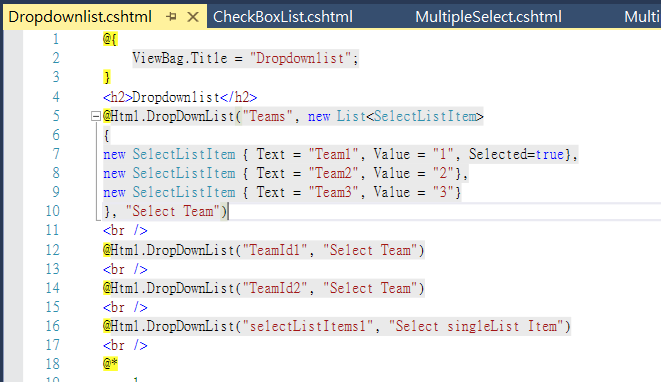 Dropdownlist.cshtml CheckBoxList.cshtml MultipleSelect.cshtml Multi
1 @{
2 ViewBag.Title = "Dropdownlist";
3 }
4 <h2>Dropdownlist</h2>
5 @Html.DropDownList("Teams", new List<SelectListItem>
6 {
7 new SelectListItem { Text = "Team1", Value = "1", Selected=true},
8 new SelectListItem { Text = "Team2", Value = "2"},
9 new SelectListItem { Text = "Team3", Value = "3"}
10 }, "Select Team")
11 <br />
12 @Html.DropDownList("TeamId1", "Select Team")
13 <br />
14 @Html.DropDownList("TeamId2", "Select Team")
15 <br />
16 @Html.DropDownList("selectListItems1", "Select singleList Item")
17 <br />
18 @*